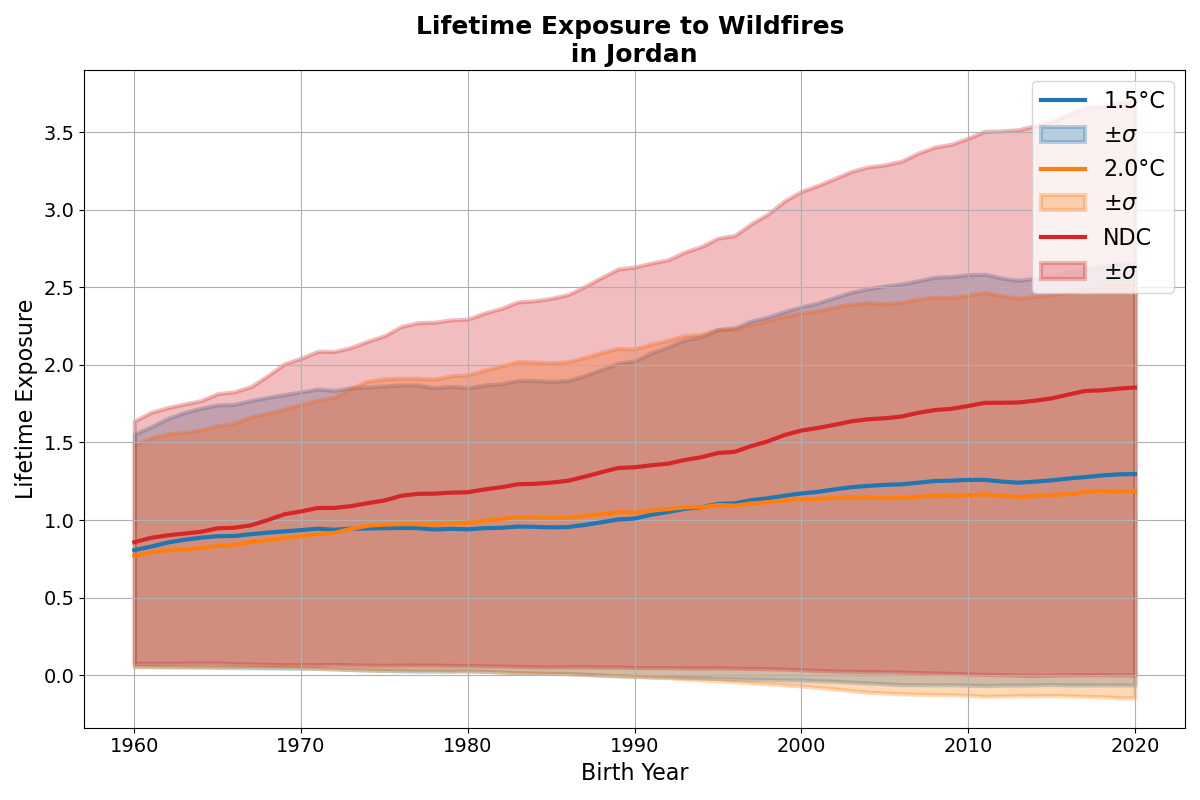 Lifetime Exposure to Wildfires
in Jordan
Lifetime Exposure
3.5
3.0
2.5
2.0
1.5
1.0
0.5
0.0
1960 1970 1980 1990 2000 2010 2020
Birth Year
1.5°C
±σ
2.0°C
±σ
NDC
±σ